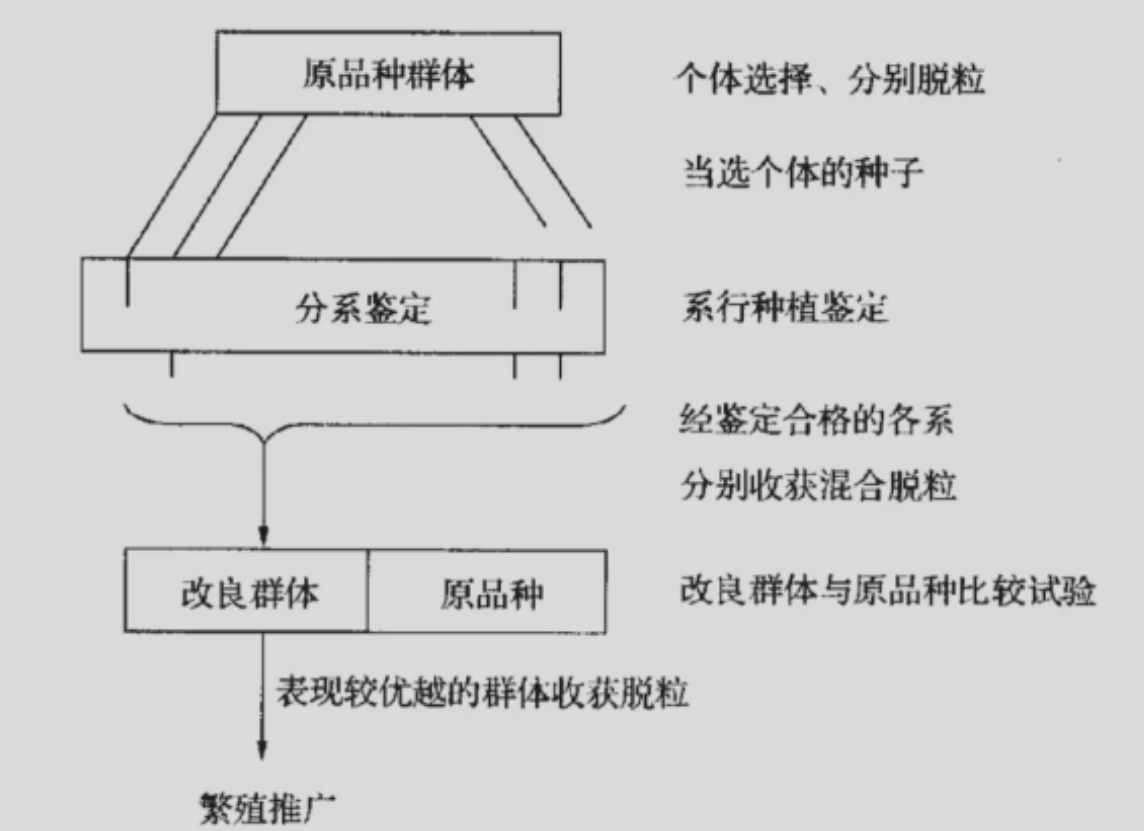 原品种群体
个体选择、分别脱粒
当选个体的种子
分系鉴定
系行种植鉴定
经鉴定合格的各系
分别收获混合脱粒
改良群体
原品种
改良群体与原品种比较试验
表现较优越的群体收获脱粒
繁殖推广